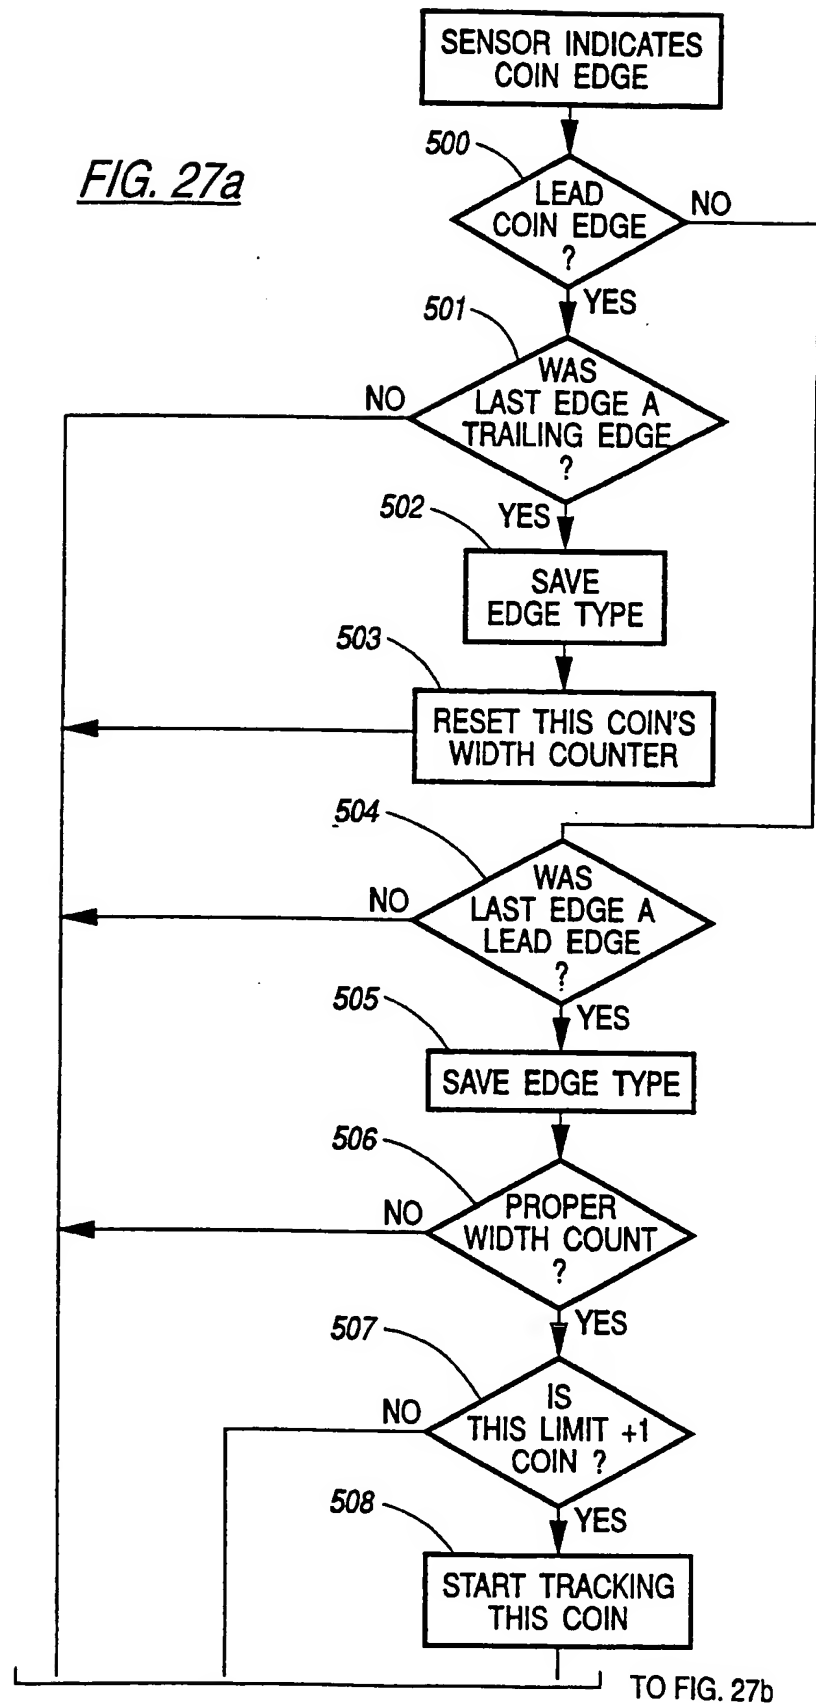 SENSOR INDICATES
COIN EDGE
FIG. 27a
500
LEAD
COIN EDGE
?
NO
YES
501
WAS
LAST EDGE A
TRAILING EDGE
?
NO
YES
502
SAVE
EDGE TYPE
503
RESET THIS COIN'S
WIDTH COUNTER
504
WAS
LAST EDGE A
LEAD EDGE
?
NO
YES
505
SAVE EDGE TYPE
506
PROPER
WIDTH COUNT
?
NO
YES
507
IS
THIS LIMIT +1
COIN ?
NO
YES
508
START TRACKING
THIS COIN
TO FIG. 27b